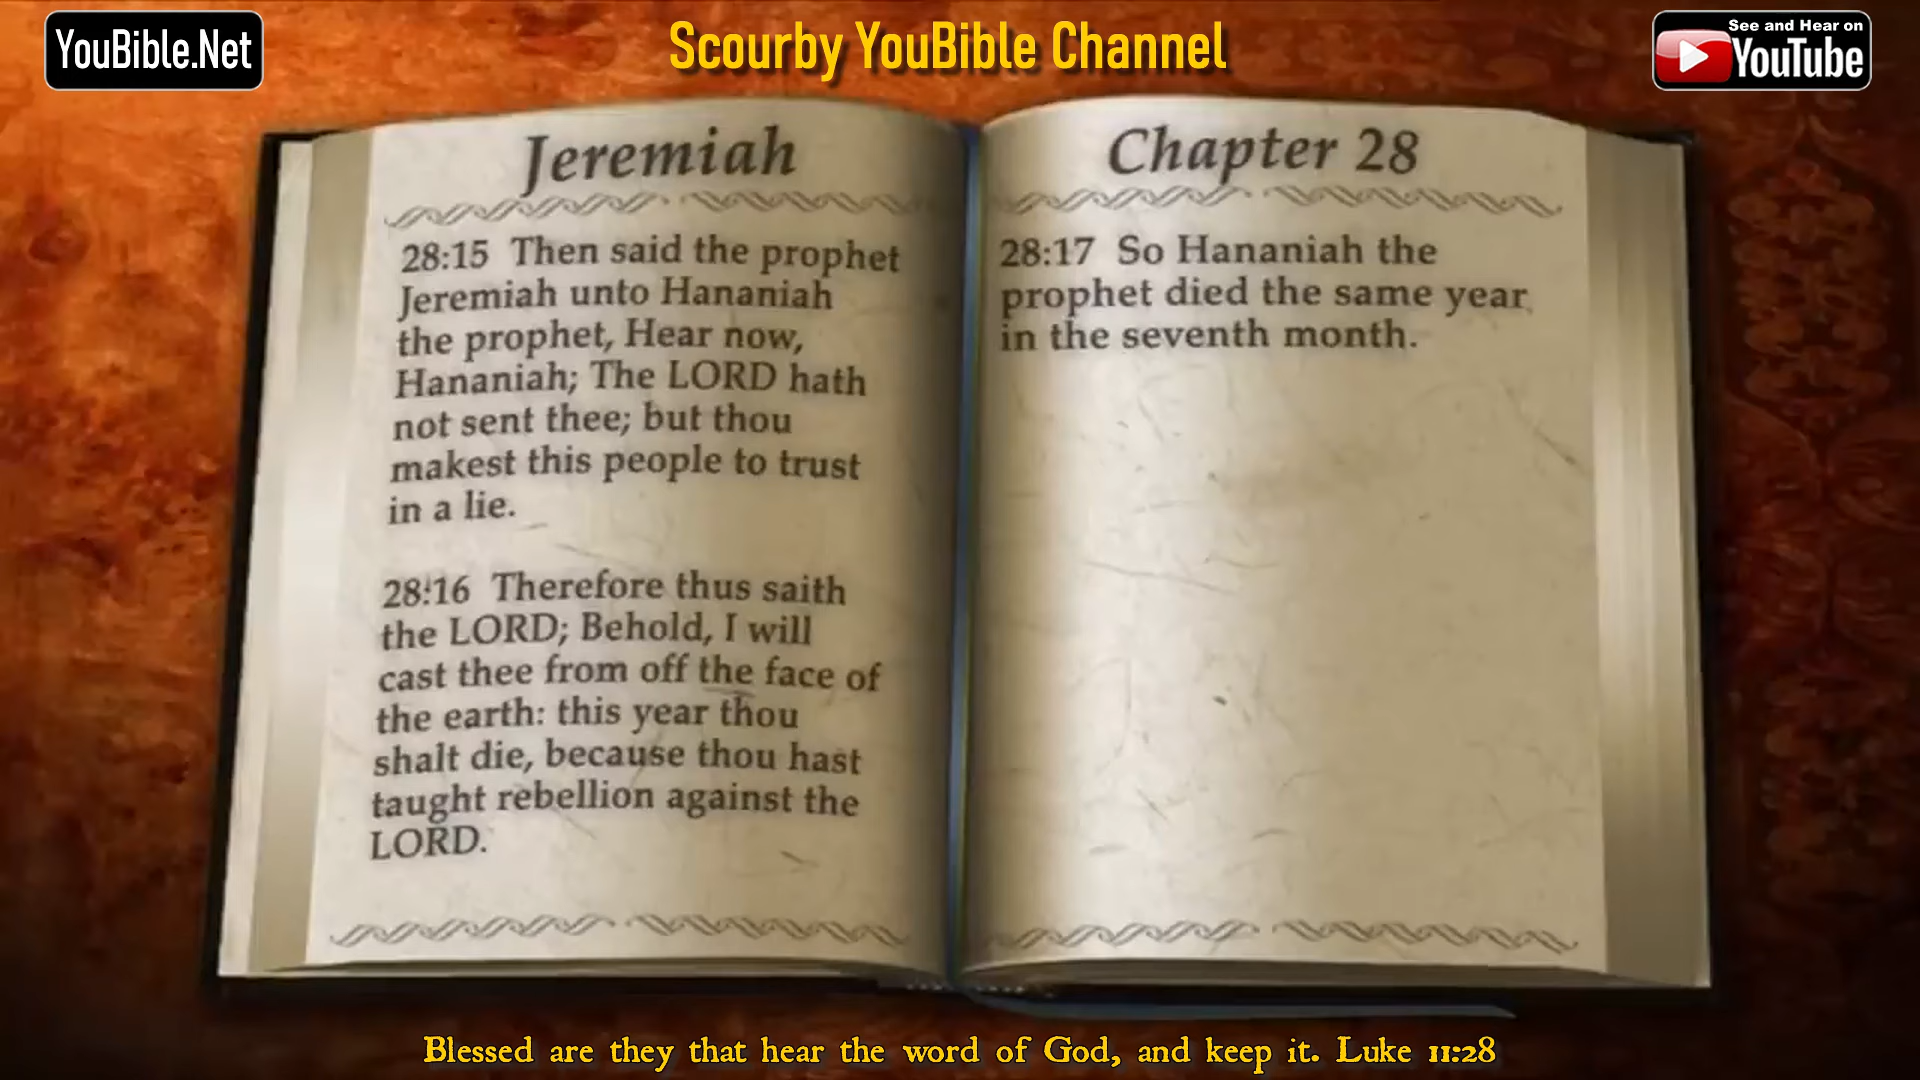 YouBible.Net
Scourby YouBible Channel
See and Hear on
YouTube
Jeremiah
28:15 Then said the prophet
Jeremiah unto Hananiah
the prophet, Hear now,
Hananiah; The LORD hath
not sent thee; but thou
makest this people to trust
in a lie.
28:16 Therefore thus saith
the LORD; Behold, I will
cast thee from off the face of
the earth: this year thou
shalt die, because thou hast
taught rebellion against the
LORD.
Chapter 28
28:17 So Hananiah the
prophet died the same year
in the seventh month.
Blessed are they that hear the word of God, and keep it. Luke 11:28